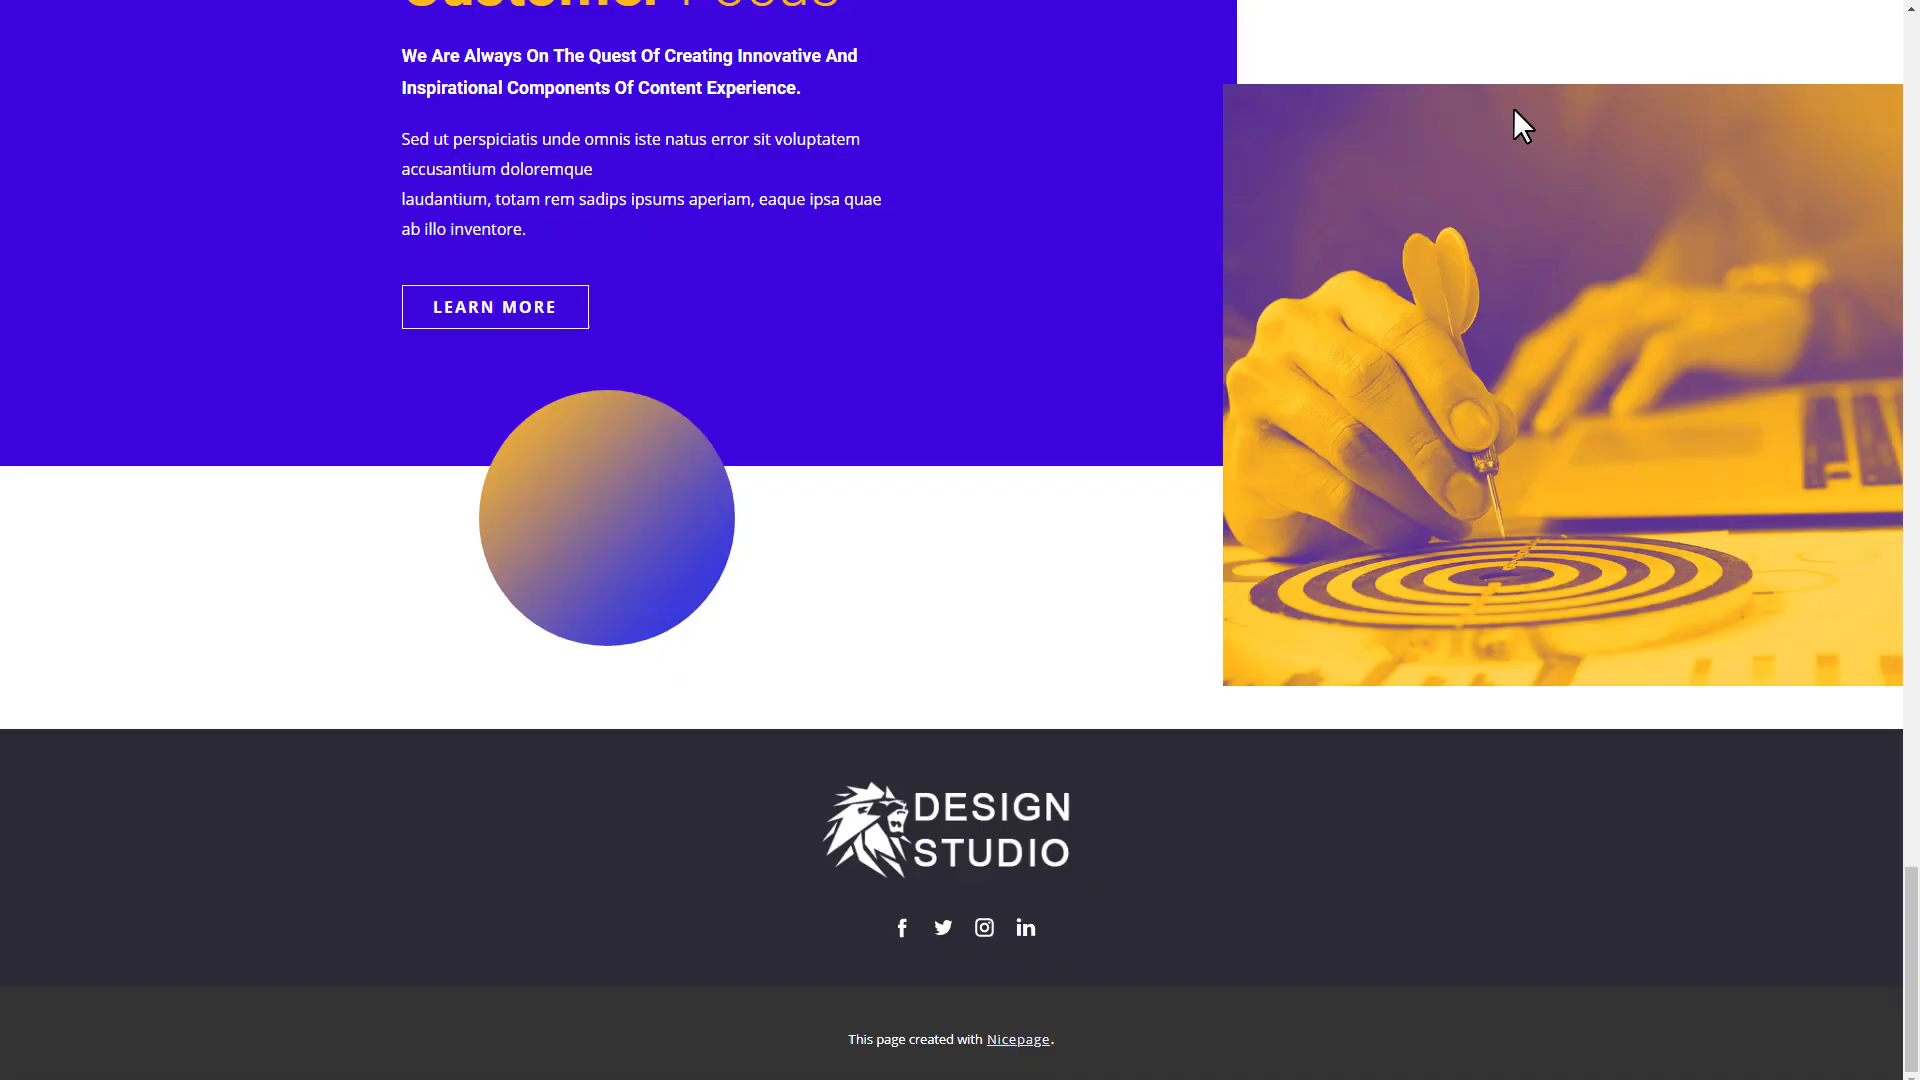 Customer Focus
We Are Always On The Quest Of Creating Innovative And
Inspirational Components Of Content Experience.
Sed ut perspiciatis unde omnis iste natus error sit voluptatem
accusantium doloremque
laudantium, totam rem sadips ipsums aperiam, eaque ipsa quae
ab illo inventore.
LEARN MORE
DESIGN
STUDIO
This page created with Nicepage.